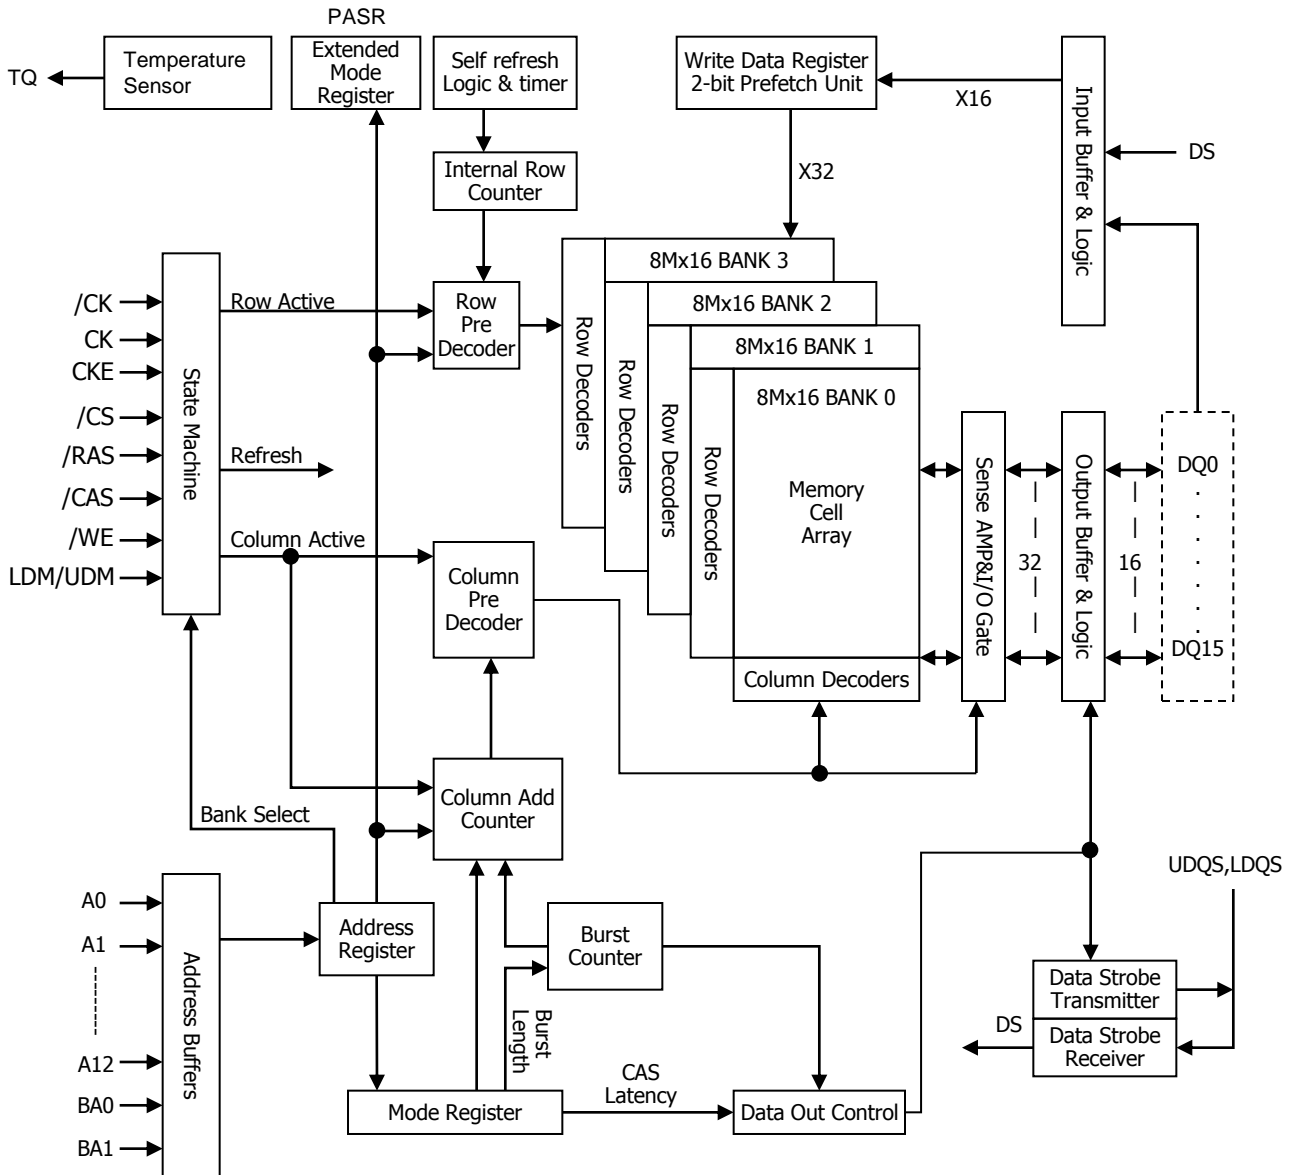 PASR
TQ
Temperature
Sensor
Extended
Mode
Register
Self refresh
Logic & timer
Write Data Register
2-bit Prefetch Unit
X16
Input Buffer & Logic
DS
Internal Row
Counter
X32
8Mx16 BANK 3
8Mx16 BANK 2
8Mx16 BANK 1
8Mx16 BANK 0
Row Decoders
Row Decoders
Row Decoders
Row Decoders
Memory
Cell
Array
Column Decoders
Sense AMP&I/O Gate
32
Output Buffer & Logic
16
DQ0
DQ15
/CK
CK
CKE
/CS
/RAS
/CAS
/WE
LDM/UDM
State Machine
Row Active
Refresh
Column Active
Row
Pre
Decoder
Column
Pre
Decoder
Bank Select
Column Add
Counter
A0
A1
A12
BA0
BA1
Address Buffers
Address
Register
Burst
Counter
Burst
Length
Mode Register
CAS
Latency
Data Out Control
UDQS,LDQS
Data Strobe
Transmitter
DS
Data Strobe
Receiver